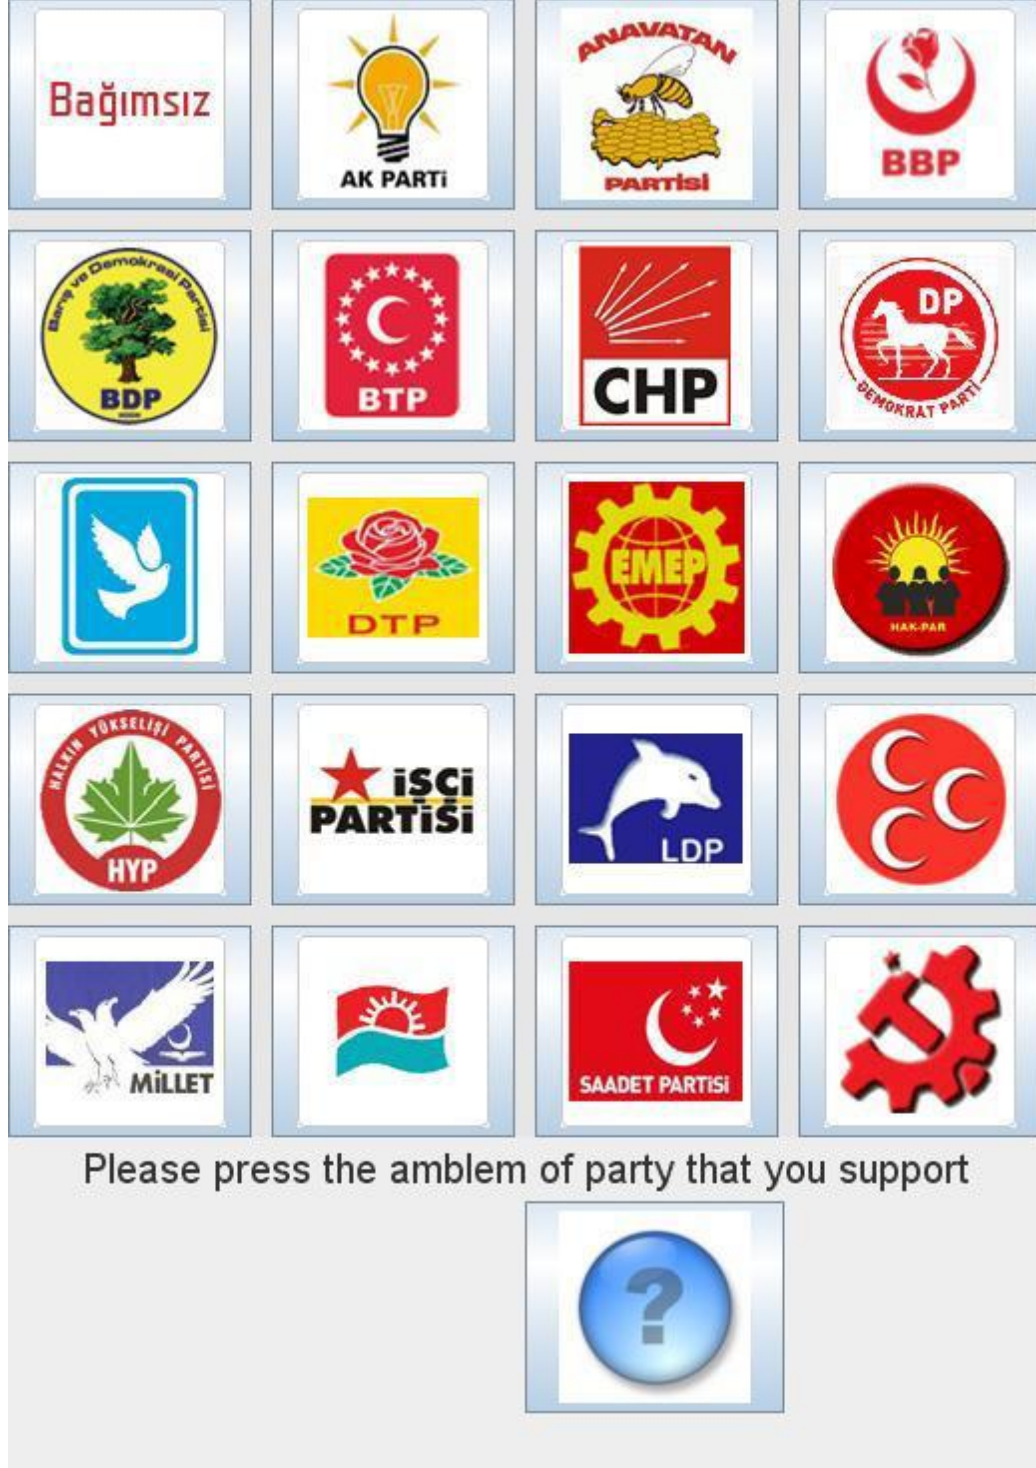 Bağımsız
AK PARTi
ANAVATAN
PARTİSİ
BBP
Barış ve Demokrasi Partisi
BDP
BTP
CHP
DP
DEMOKRAT PARTİ
DTP
EMEP
HAK-PAR
HALKIN YÜKSELİŞİ PARTİSİ
HYP
İŞÇİ
PARTİSİ
LDP
MİLLET
SAADET PARTİSİ
Please press the amblem of party that you support
?